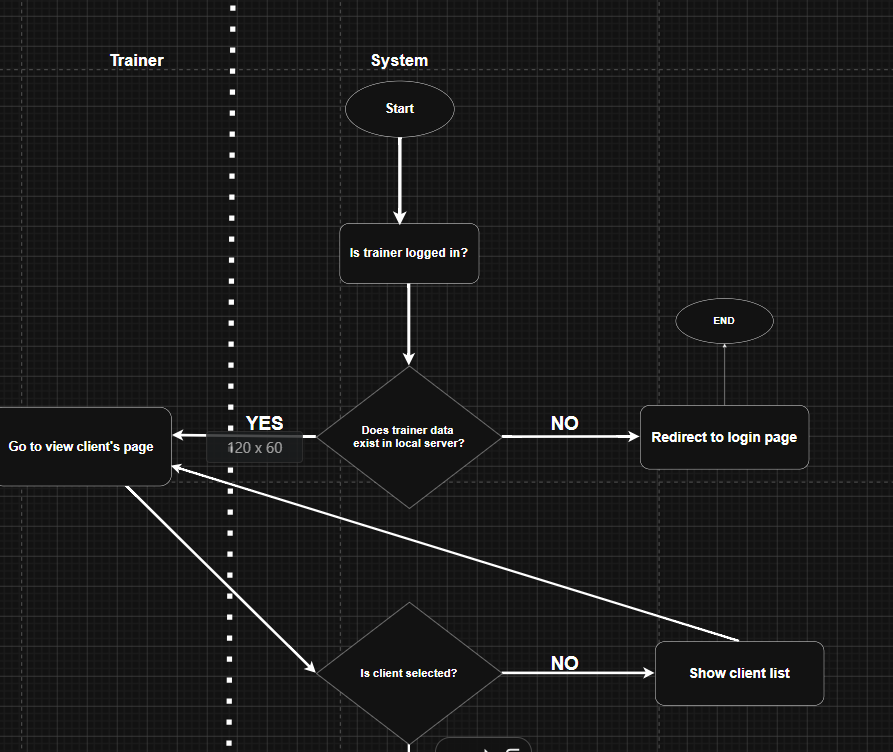 Trainer
System
Start
Is trainer logged in?
END
YES
NO
Does trainer data
exist in local server?
Go to view client's page
Redirect to login page
120 x 60
NO
Is client selected?
Show client list